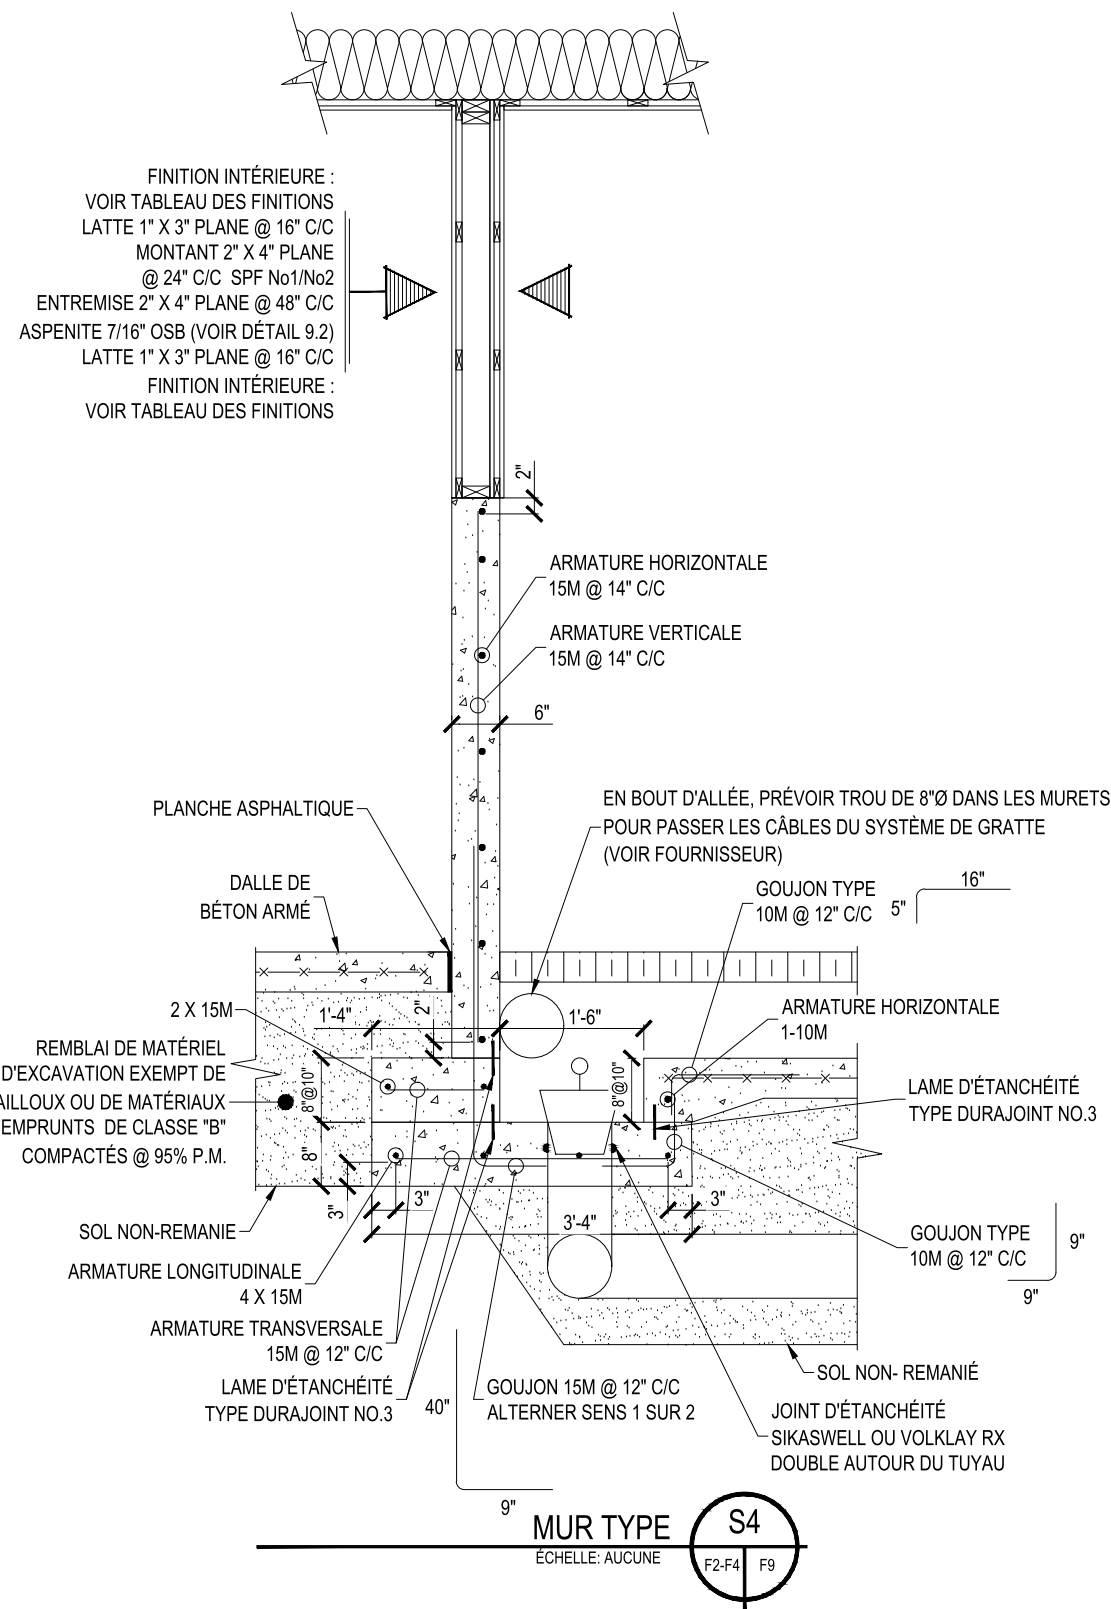 FINITION INTÉRIEURE :
VOIR TABLEAU DES FINITIONS
LATTE 1" X 3" PLANE @ 16" C/C
MONTANT 2" X 4" PLANE
@ 24" C/C SPF No1/No2
ENTREMISE 2" X 4" PLANE @ 48" C/C
ASPENITE 7/16" OSB (VOIR DÉTAIL 9.2)
LATTE 1" X 3" PLANE @ 16" C/C
FINITION INTÉRIEURE :
VOIR TABLEAU DES FINITIONS
2"
ARMATURE HORIZONTALE
15M @ 14" C/C
ARMATURE VERTICALE
15M @ 14" C/C
6"
PLANCHE ASPHALTIQUE
EN BOUT D'ALLÉE, PRÉVOIR TROU DE 8"Ø DANS LES MURETS
POUR PASSER LES CÂBLES DU SYSTÈME DE GRATTE
(VOIR FOURNISSEUR)
DALLE DE
BÉTON ARMÉ
GOUJON TYPE
10M @ 12" C/C
5"
16"
2 X 15M
1'-4"
2"
1'-6"
ARMATURE HORIZONTALE
1-10M
REMBLAI DE MATÉRIEL
D'EXCAVATION EXEMPT DE
AILLOUX OU DE MATÉRIAUX
EMPRUNTS DE CLASSE "B"
COMPACTÉS @ 95% P.M.
8"@10"
8"
8"@10"
LAME D'ÉTANCHÉITÉ
TYPE DURAJOINT NO.3
SOL NON-REMANIE
3"
3"
3"
3'-4"
GOUJON TYPE
10M @ 12" C/C
9"
9"
ARMATURE LONGITUDINALE
4 X 15M
ARMATURE TRANSVERSALE
15M @ 12" C/C
LAME D'ÉTANCHÉITÉ
TYPE DURAJOINT NO.3
40"
9"
GOUJON 15M @ 12" C/C
ALTERNER SENS 1 SUR 2
SOL NON- REMANIÉ
JOINT D'ÉTANCHÉITÉ
SIKASWELL OU VOLKLAY RX
DOUBLE AUTOUR DU TUYAU
MUR TYPE
ÉCHELLE: AUCUNE
S4
F2-F4
F9